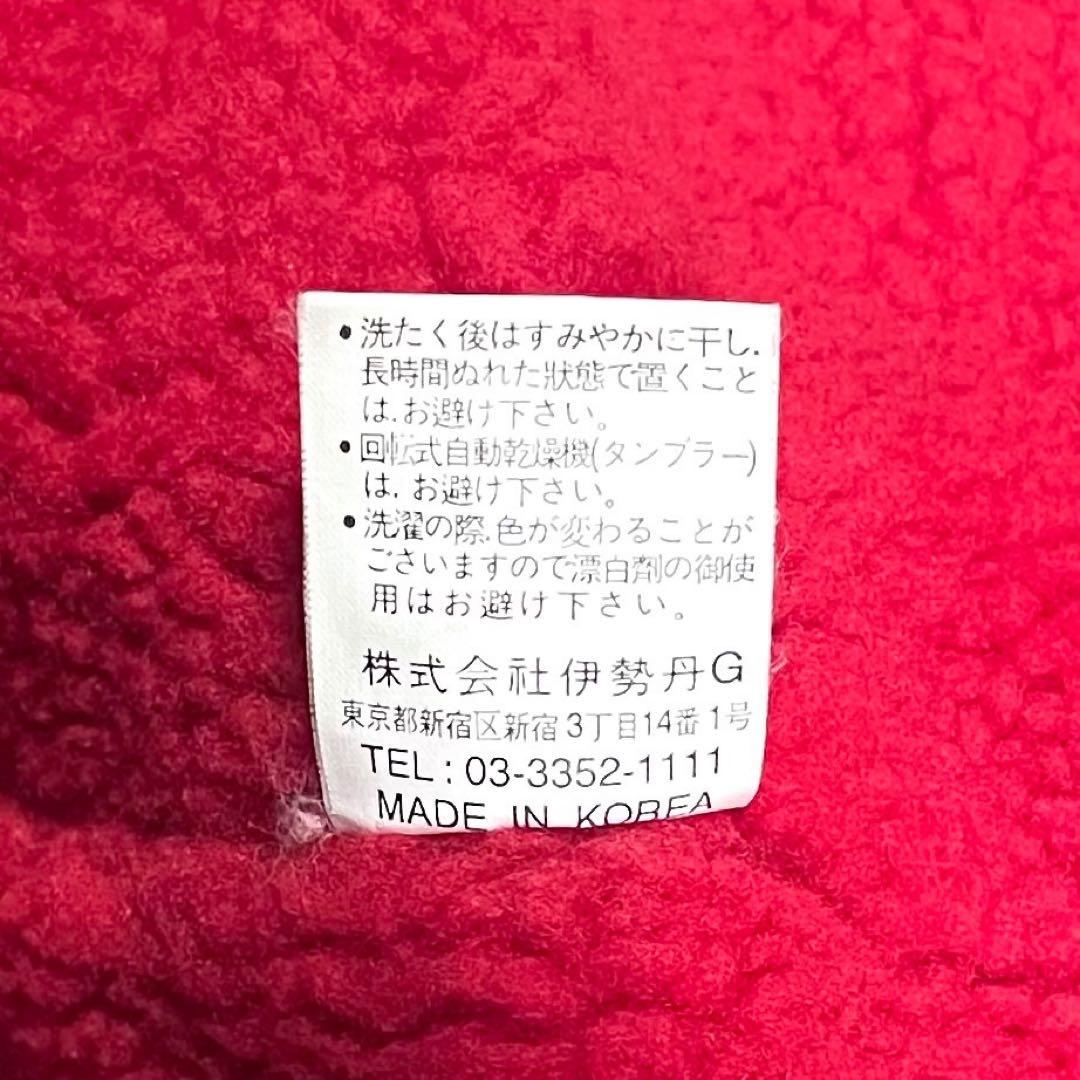 •洗たく後はすみやかに干し.
長時間ぬれた狀態で置くこと
は.お避け下さい。
•回転式自動乾燥機(タンブラー)
は.お避け下さい。
•洗濯の際.色が変わることが
ございますので漂白剤の御使
用はお避け下さい。
株式会社伊勢丹G
東京都新宿区新宿3丁目14番1号
TEL:03-3352-1111
MADE IN KOREA